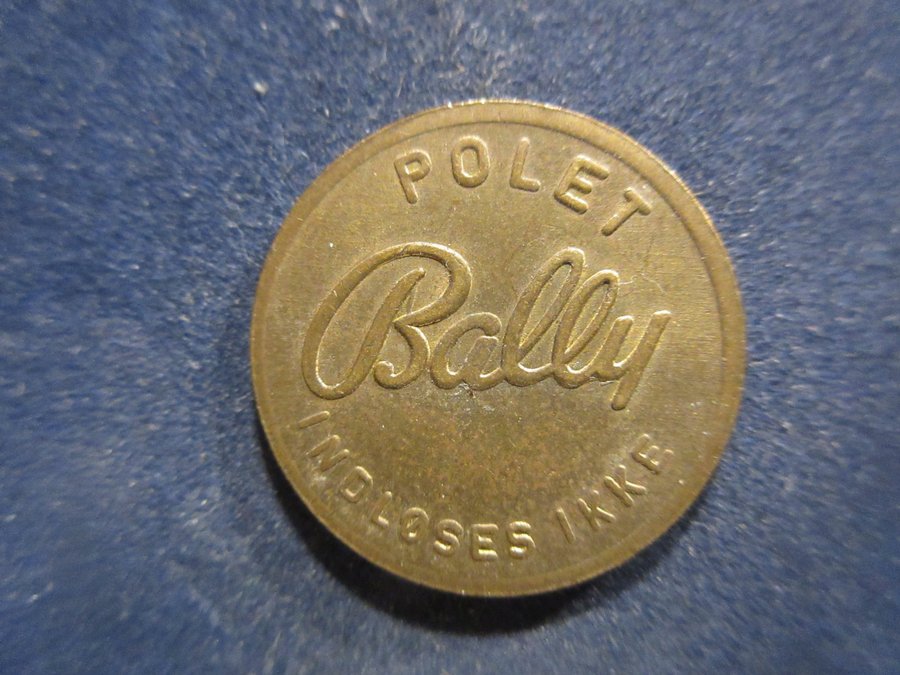 POLET
Bally
INDLØSES IKKE